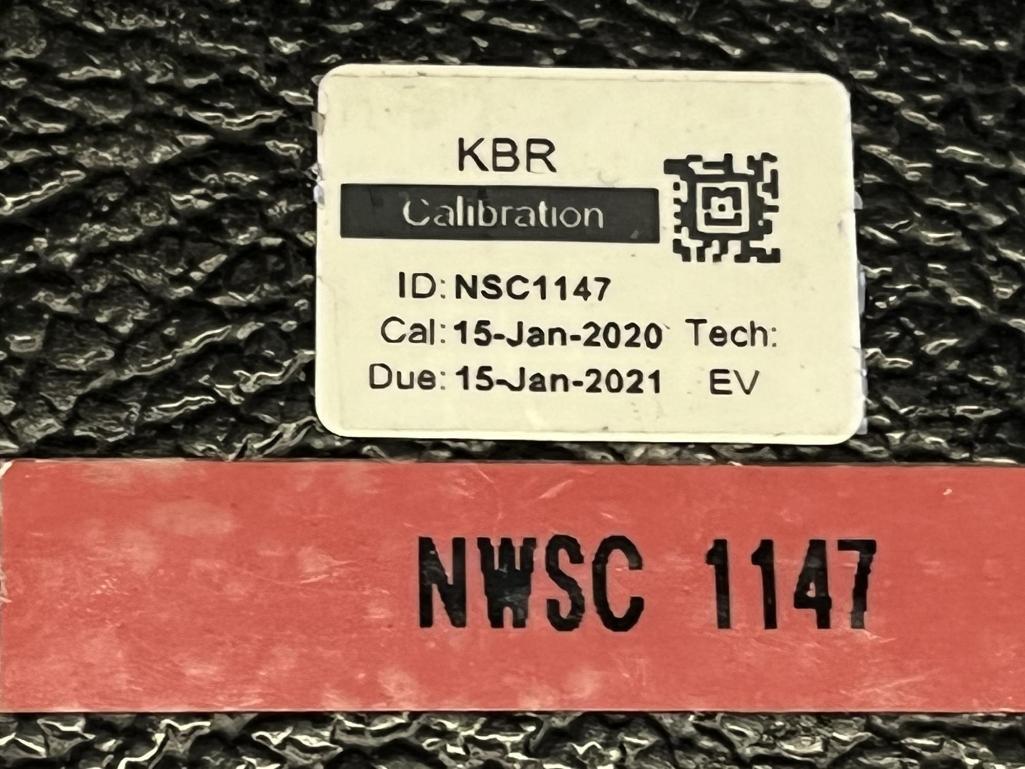 KBR
Calibration
ID: NSC1147
Cal: 15-Jan-2020 Tech:
Due: 15-Jan-2021 EV
NWSC 1147